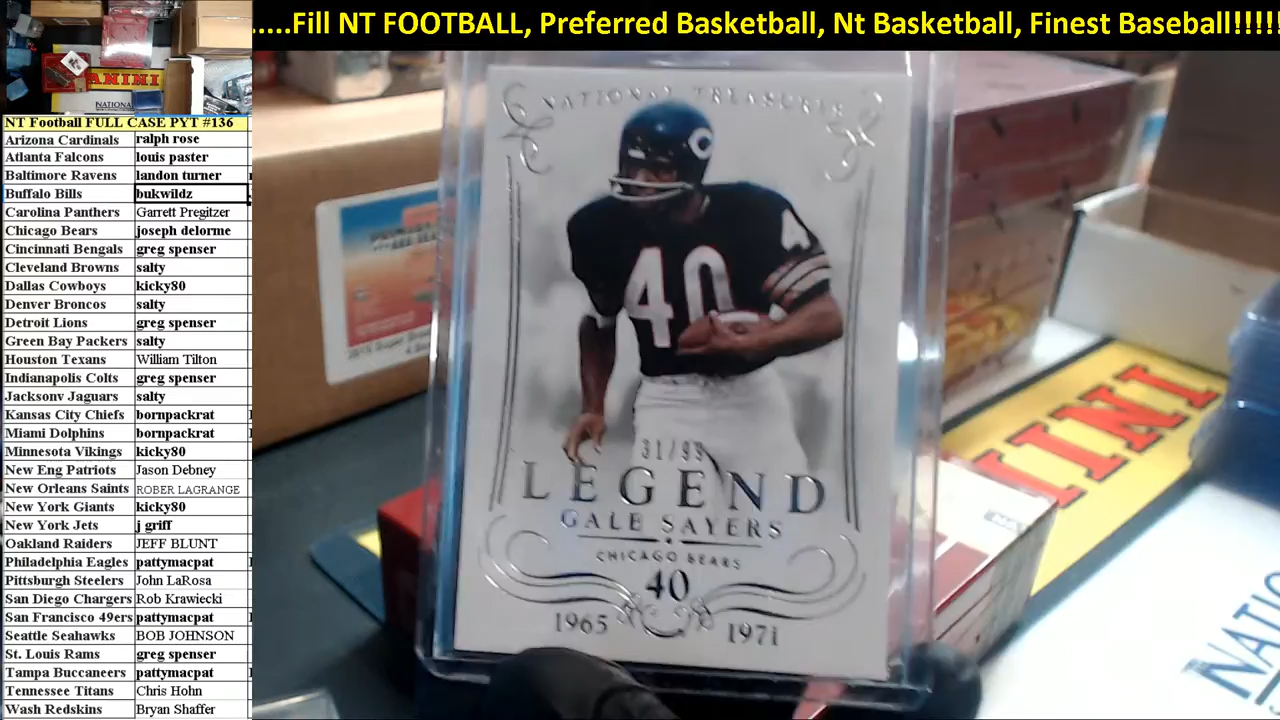 .....Fill NT FOOTBALL, Preferred Basketball, Nt Basketball, Finest Baseball!!!!!
PANINI
NATIONAL
NT Football FULL CASE PYT #136
Arizona Cardinals ralph rose
Atlanta Falcons louis paster
Baltimore Ravens landon turner
Buffalo Bills bukwildz
Carolina Panthers Garrett Pregitzer
Chicago Bears joseph delorme
Cincinnati Bengals greg spenser
Cleveland Browns salty
Dallas Cowboys kicky80
Denver Broncos salty
Detroit Lions greg spenser
Green Bay Packers salty
Houston Texans William Tilton
Indianapolis Colts greg spenser
Jacksonv Jaguars salty
Kansas City Chiefs bornpackrat
Miami Dolphins bornpackrat
Minnesota Vikings kicky80
New Eng Patriots Jason Debney
New Orleans Saints ROBER LAGRANGE
New York Giants kicky80
New York Jets j griff
Oakland Raiders JEFF BLUNT
Philadelphia Eagles pattymacpat
Pittsburgh Steelers John LaRosa
San Diego Chargers Rob Krawiecki
San Francisco 49ers pattymacpat
Seattle Seahawks BOB JOHNSON
St. Louis Rams greg spenser
Tampa Buccaneers pattymacpat
Tennessee Titans Chris Hohn
Wash Redskins Bryan Shaffer
NATIONAL TREASURES
C
40
40
31/99
LEGEND
GALE SAYERS
CHICAGO BEARS
40
1965 1971
INI
NATIO